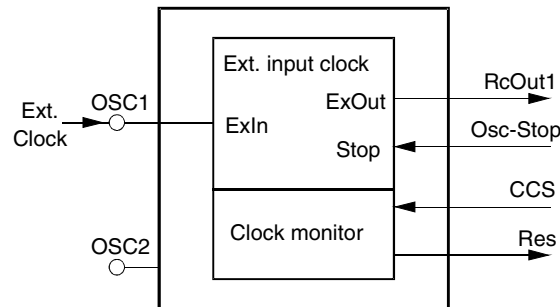 Ext. input clock
RcOut1
ExOut
OSC1
Ext.
Clock
ExIn
Osc-Stop
Stop
CCS
OSC2
Clock monitor
Res